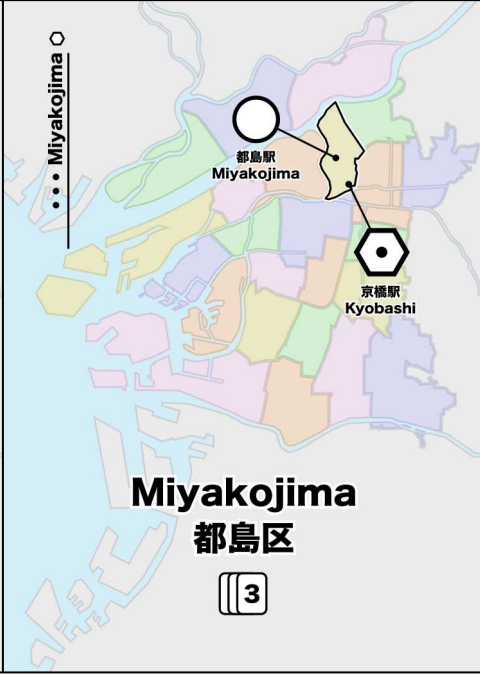 ••• Miyakojima
都島駅
Miyakojima
京橋駅
Kyobashi
Miyakojima
都島区
3